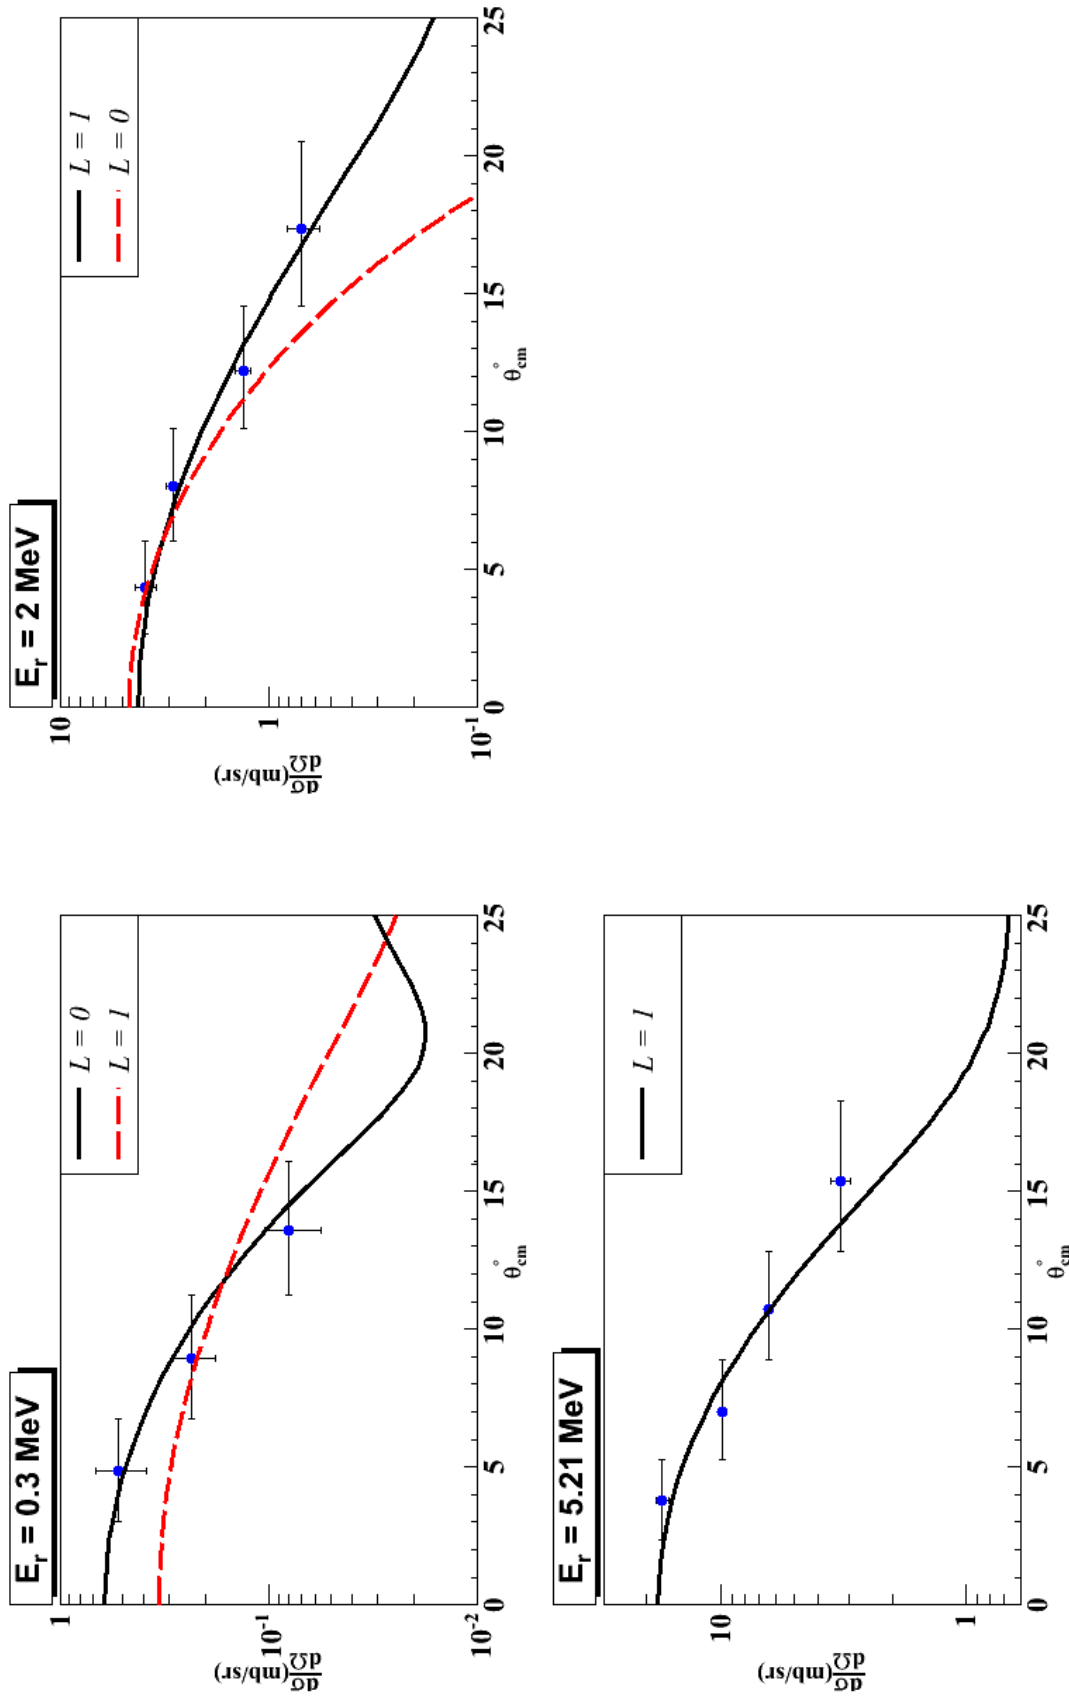 E_r = 0.3 MeV
dσ/dΩ (mb/sr)
1
10^-1
10^-2
L = 0
L = 1
0 5 10 15 20 25
θ°_cm
E_r = 2 MeV
dσ/dΩ (mb/sr)
10
1
10^-1
L = 1
L = 0
0 5 10 15 20 25
θ°_cm
E_r = 5.21 MeV
dσ/dΩ (mb/sr)
10
1
L = 1
0 5 10 15 20 25
θ°_cm